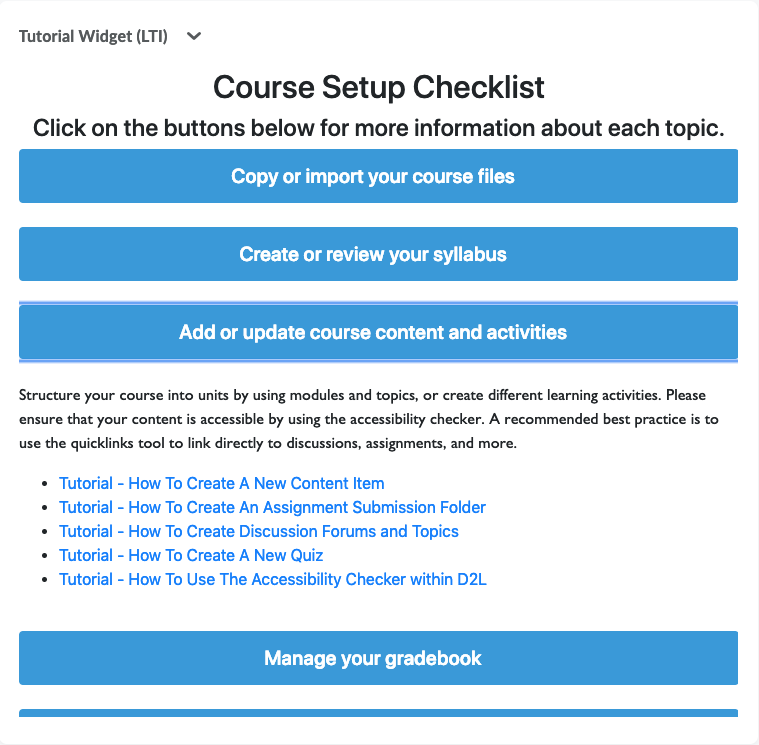 Tutorial Widget (LTI)
Course Setup Checklist
Click on the buttons below for more information about each topic.
Copy or import your course files
Create or review your syllabus
Add or update course content and activities
Structure your course into units by using modules and topics, or create different learning activities. Please
ensure that your content is accessible by using the accessibility checker. A recommended best practice is to
use the quicklinks tool to link directly to discussions, assignments, and more.
Tutorial - How To Create A New Content Item
Tutorial - How To Create An Assignment Submission Folder
Tutorial - How To Create Discussion Forums and Topics
Tutorial - How To Create A New Quiz
Tutorial - How To Use The Accessibility Checker within D2L
Manage your gradebook